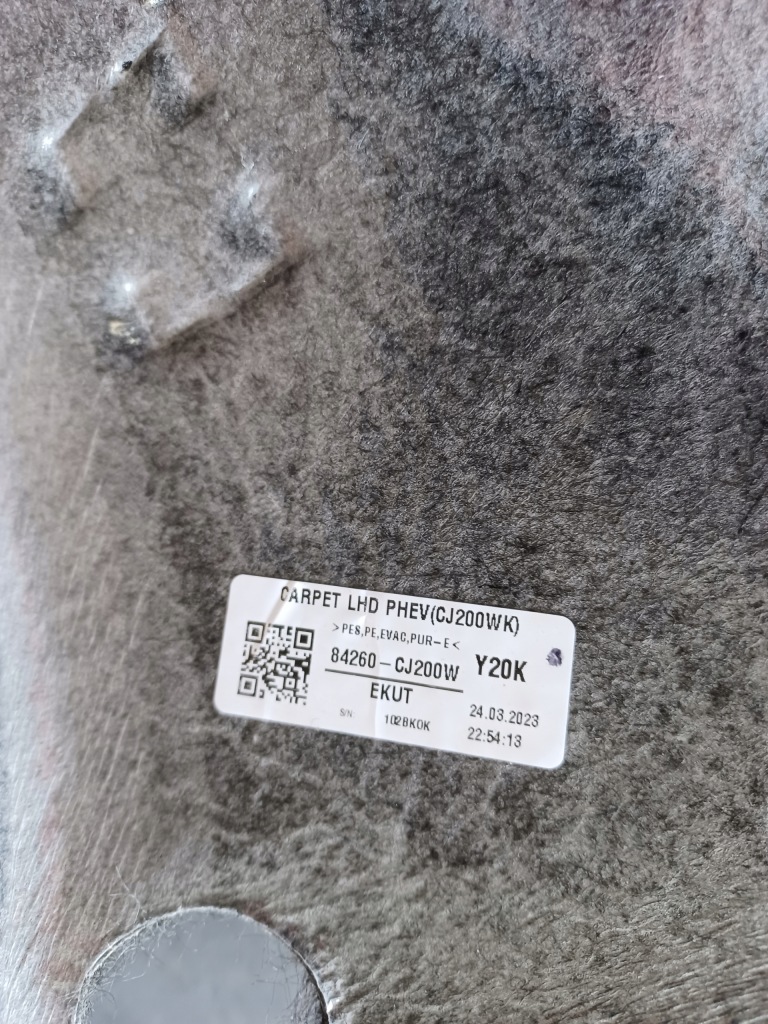 CARPET LHD PHEV(CJ200WK)
>PES,PE,EVAC,PUR-E<
84260-CJ200W Y20K
EKUT
S/N: 102BKOK 24.03.2023
22:54:13